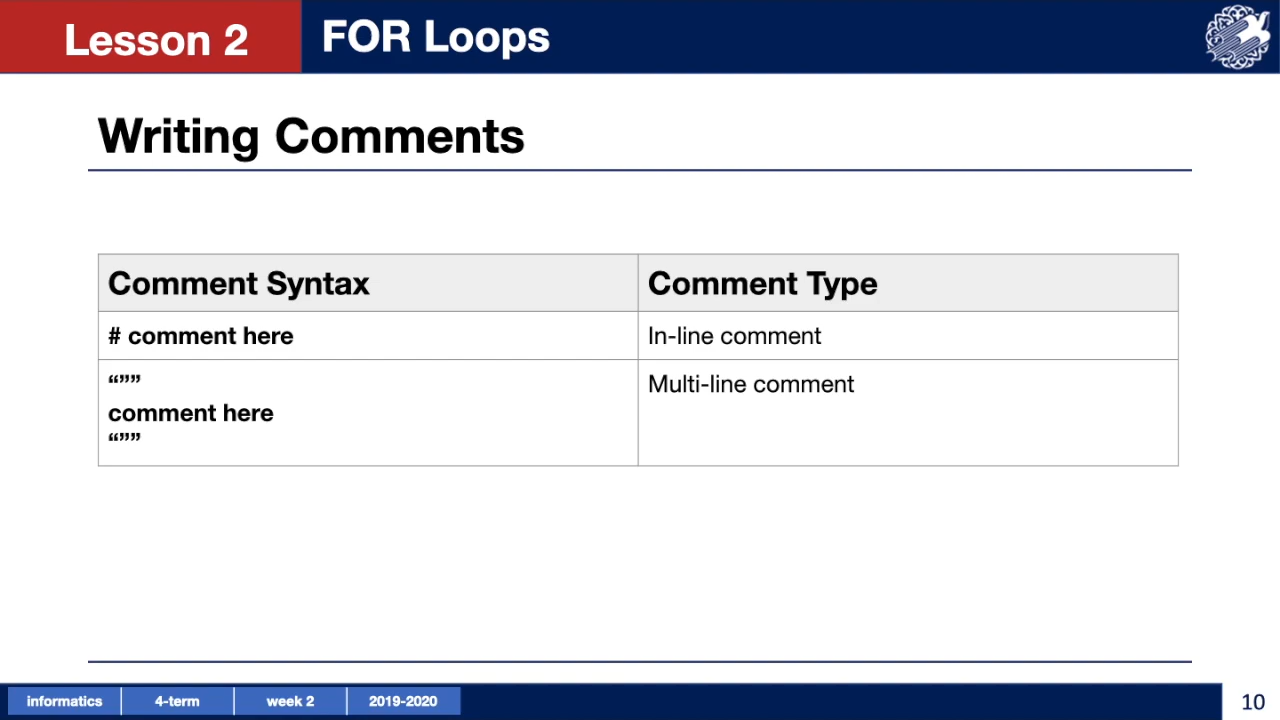 Lesson 2
FOR Loops
Writing Comments
Comment Syntax
Comment Type
# comment here
In-line comment
“””
comment here
“””
Multi-line comment
informatics
4-term
week 2
2019-2020
10